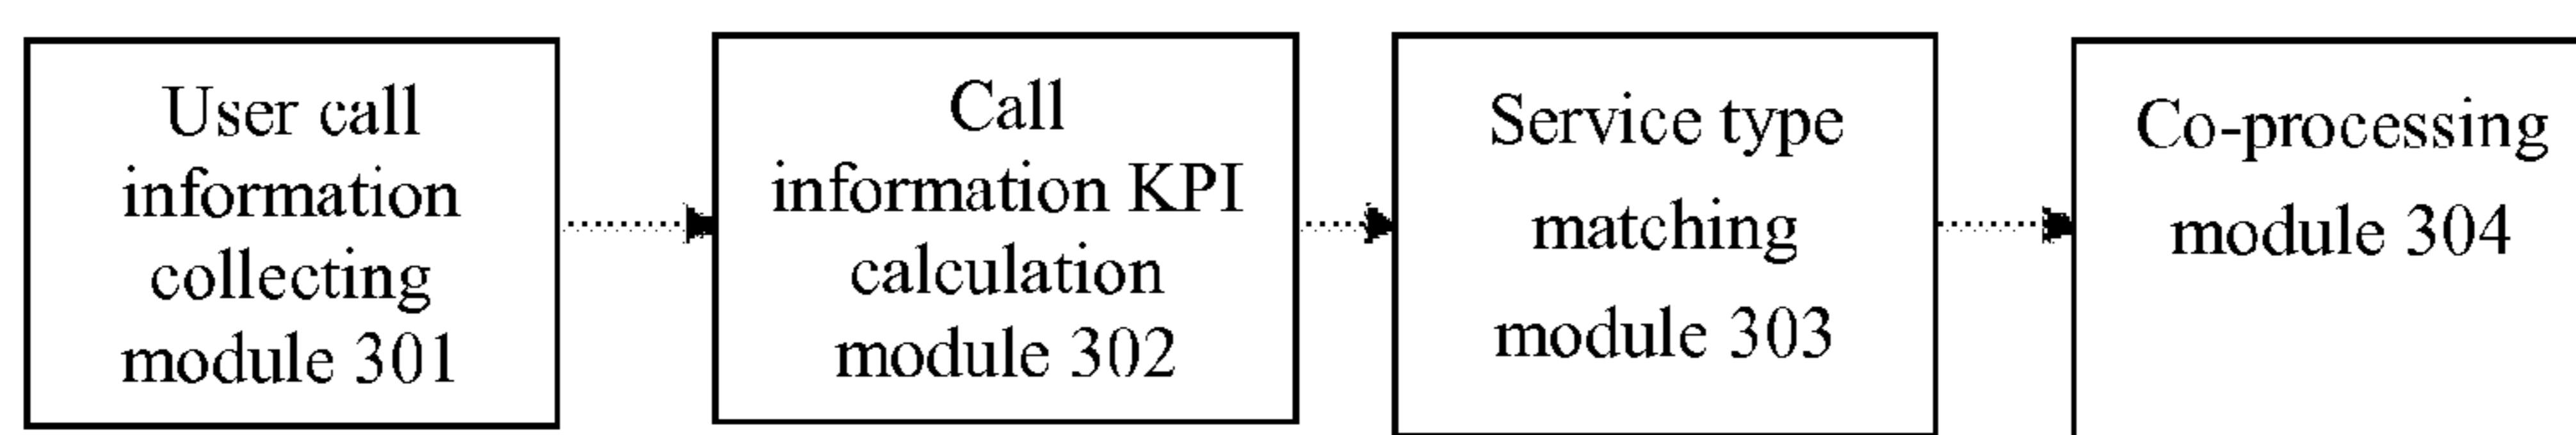 User call
information
collecting
module 301
Call
information KPI
calculation
module 302
Service type
matching
module 303
Co-processing
module 304